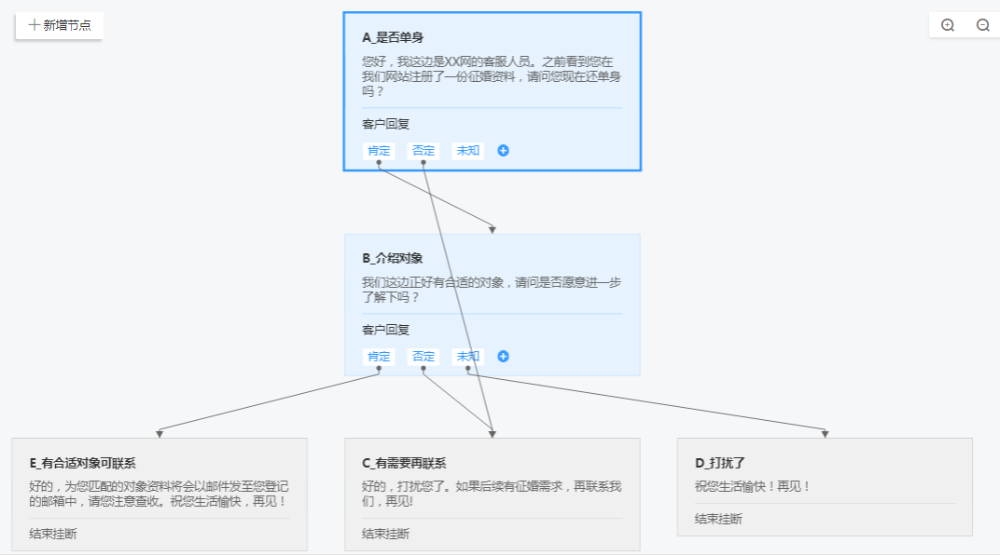 新增节点
A_是否单身
您好，我这边是XX网的客服人员。之前看到您在
我们网站注册了一份征婚资料，请问您现在还单身
吗？
客户回复
肯定 否定 未知
B_介绍对象
我们这边正好有合适的对象，请问是否愿意进一步
了解下吗？
客户回复
肯定 否定 未知
E_有合适对象可联系
好的，为您匹配的对象资料将会以邮件发至您登记
的邮箱中，请您注意查收。祝您生活愉快，再见！
结束挂断
C_有需要再联系
好的，打扰您了。如果后续有征婚需求，再联系我
们，再见!
结束挂断
D_打扰了
祝您生活愉快！再见！
结束挂断